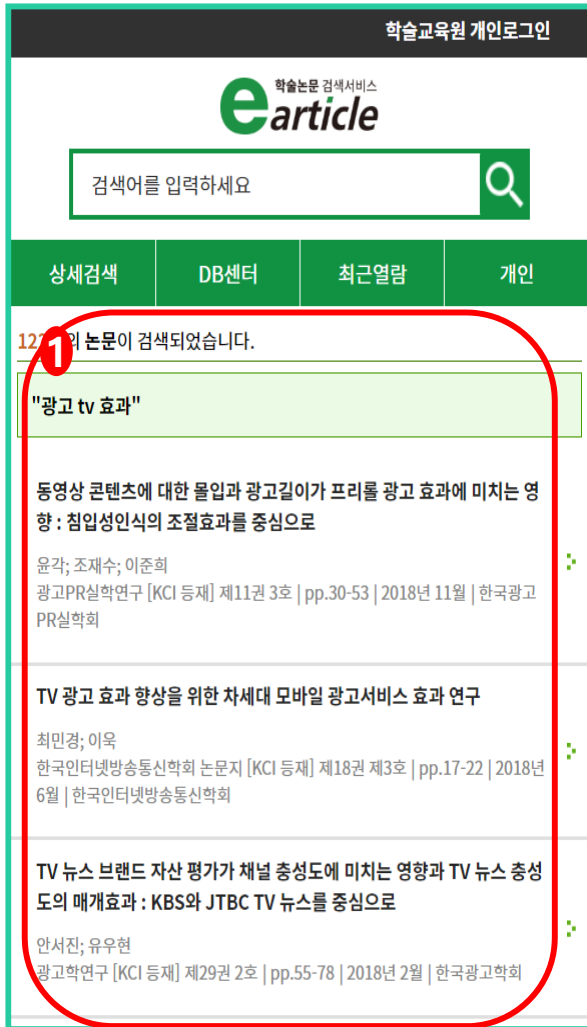 학술교육원 개인로그인
학술논문 검색서비스
earticle
검색어를 입력하세요
상세검색 DB센터 최근열람 개인
1
의 논문이 검색되었습니다.
"광고 tv 효과"
동영상 콘텐츠에 대한 몰입과 광고길이가 프리롤 광고 효과에 미치는 영
향 : 침입성인식의 조절효과를 중심으로
윤각; 조재수; 이준희
광고PR실학연구 [KCI 등재] 제11권 3호 | pp.30-53 | 2018년 11월 | 한국광고
PR실학회
TV 광고 효과 향상을 위한 차세대 모바일 광고서비스 효과 연구
최민경; 이욱
한국인터넷방송통신학회 논문지 [KCI 등재] 제18권 제3호 | pp.17-22 | 2018년
6월 | 한국인터넷방송통신학회
TV 뉴스 브랜드 자산 평가가 채널 충성도에 미치는 영향과 TV 뉴스 충성
도의 매개효과 : KBS와 JTBC TV 뉴스를 중심으로
안서진; 유우현
광고학연구 [KCI 등재] 제29권 2호 | pp.55-78 | 2018년 2월 | 한국광고학회